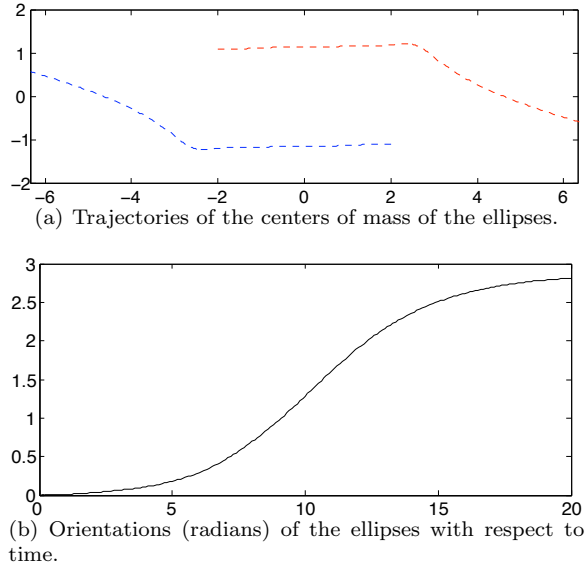 2
1
0
−1
−2
−6 −4 −2 0 2 4 6
(a) Trajectories of the centers of mass of the ellipses.
3
2.5
2
1.5
1
0.5
0
0 5 10 15 20
(b) Orientations (radians) of the ellipses with respect to
time.